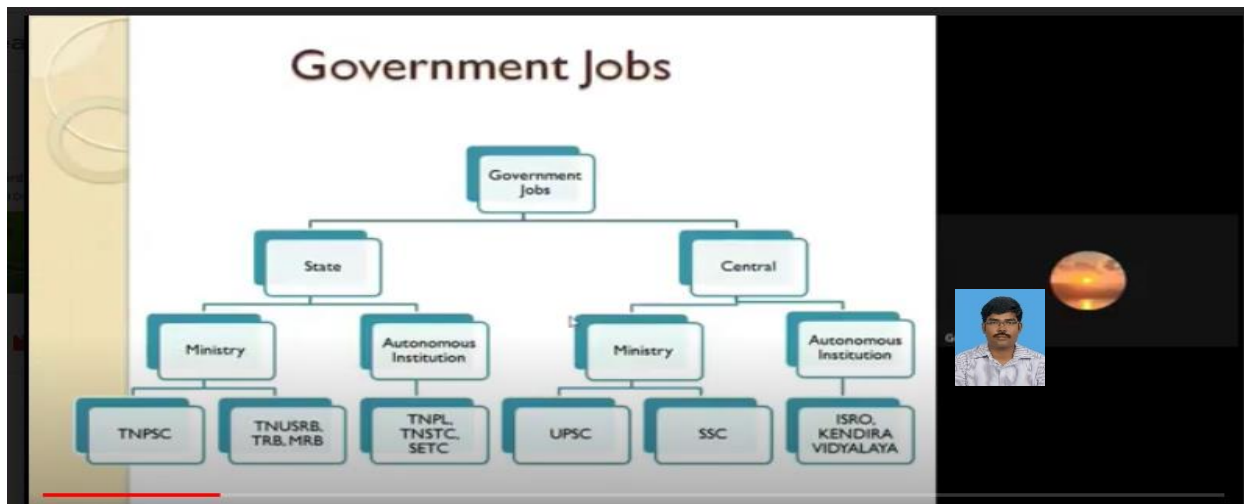 Government Jobs
Government
Jobs
State
Central
Ministry
Autonomous
Institution
Ministry
Autonomous
Institution
TNPSC
TNUSRB,
TRB, MRB
TNPL,
TNSTC,
SETC
UPSC
SSC
ISRO,
KENDIRA
VIDYALAYA